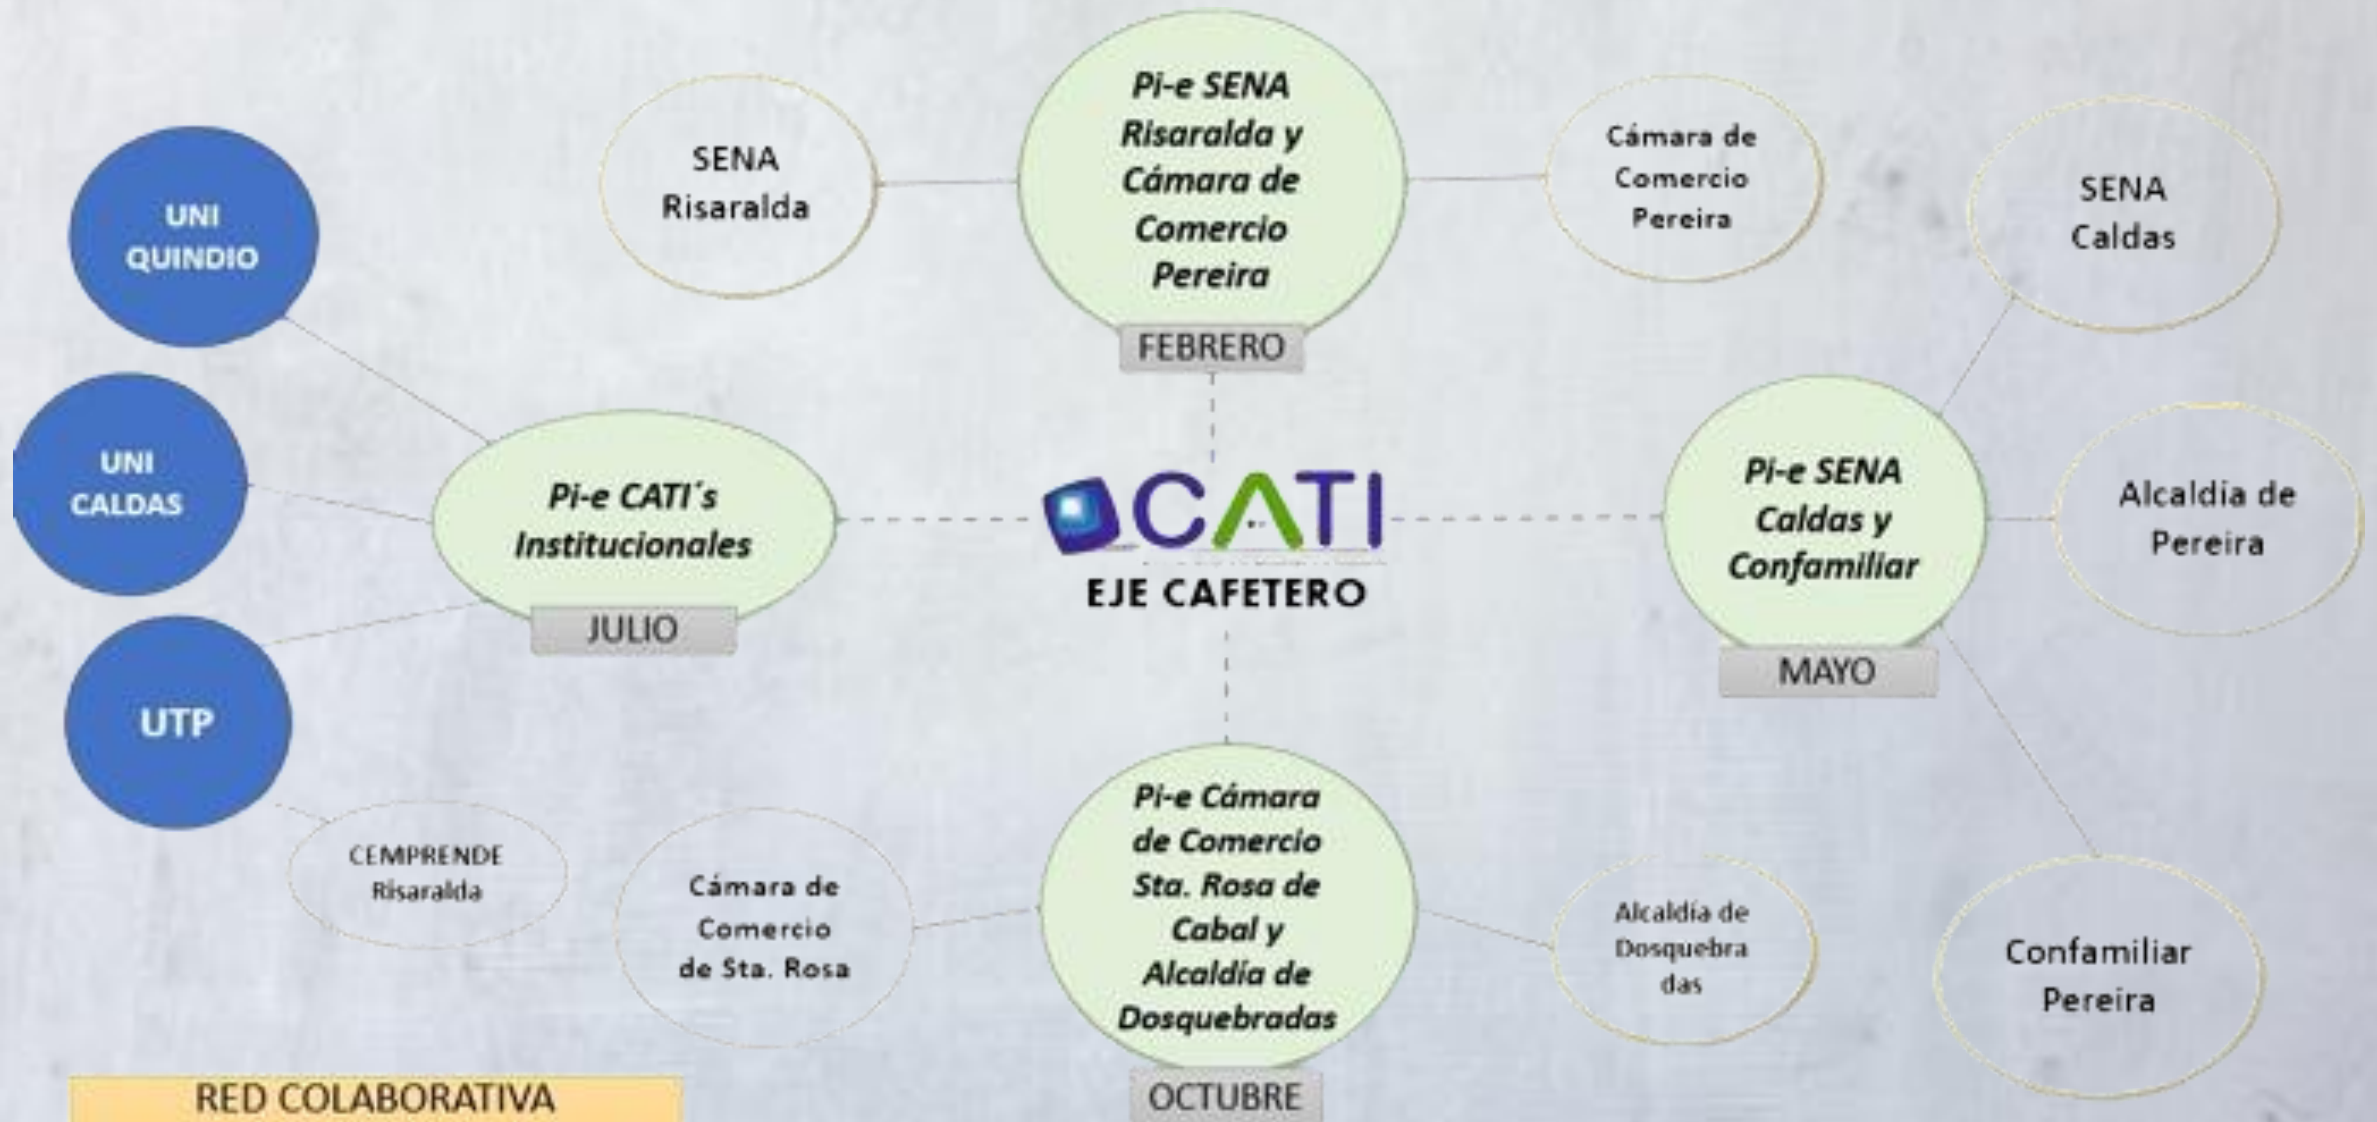 Pi-e SENA
Risaralda y
Cámara de
Comercio
Pereira
FEBRERO
SENA
Risaralda
Cámara de
Comercio
Pereira
SENA
Caldas
UNI
QUINDIO
UNI
CALDAS
UTP
Pi-e CATI´s
Institucionales
JULIO
CATI
EJE CAFETERO
Pi-e SENA
Caldas y
Confamiliar
MAYO
Alcaldía de
Pereira
CEMPRENDE
Risaralda
Cámara de
Comercio
de Sta. Rosa
Pi-e Cámara
de Comercio
Sta. Rosa de
Cabal y
Alcaldía de
Dosquebradas
OCTUBRE
Alcaldía de
Dosquebra
das
Confamiliar
Pereira
RED COLABORATIVA